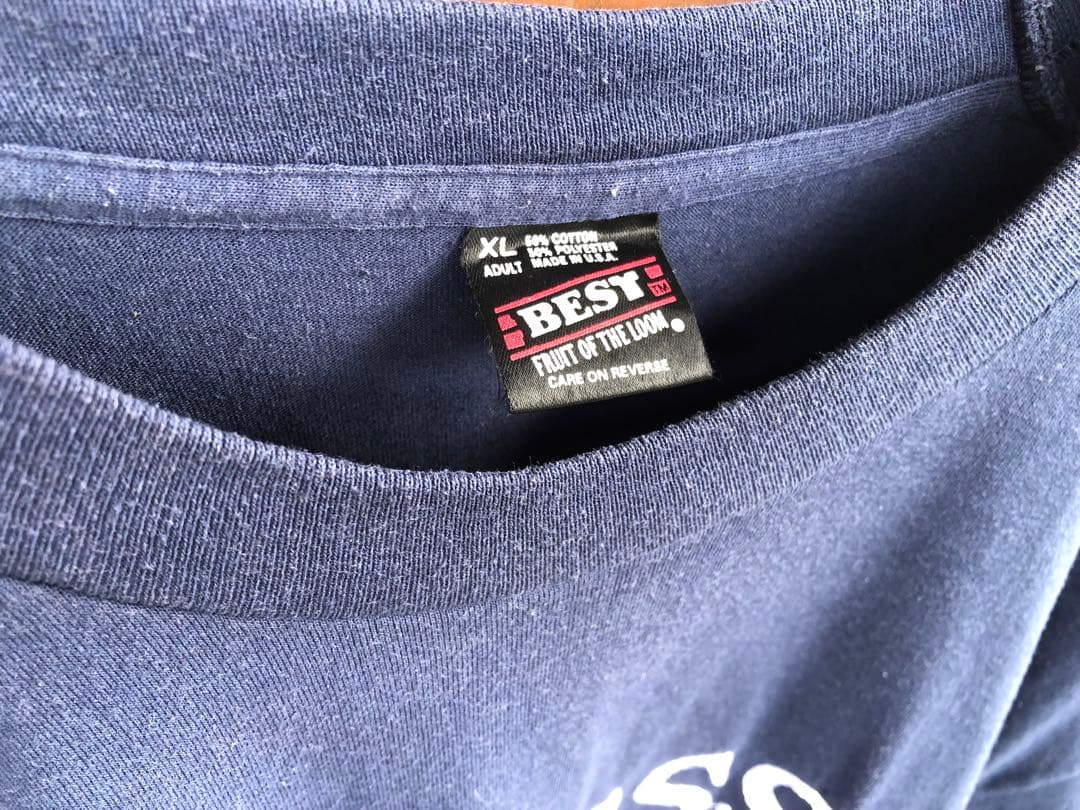 XL 50% COTTON
50% POLYESTER
ADULT MADE IN U.S.A.
BEST
TM
FRUIT OF THE LOOM
CARE ON REVERSE